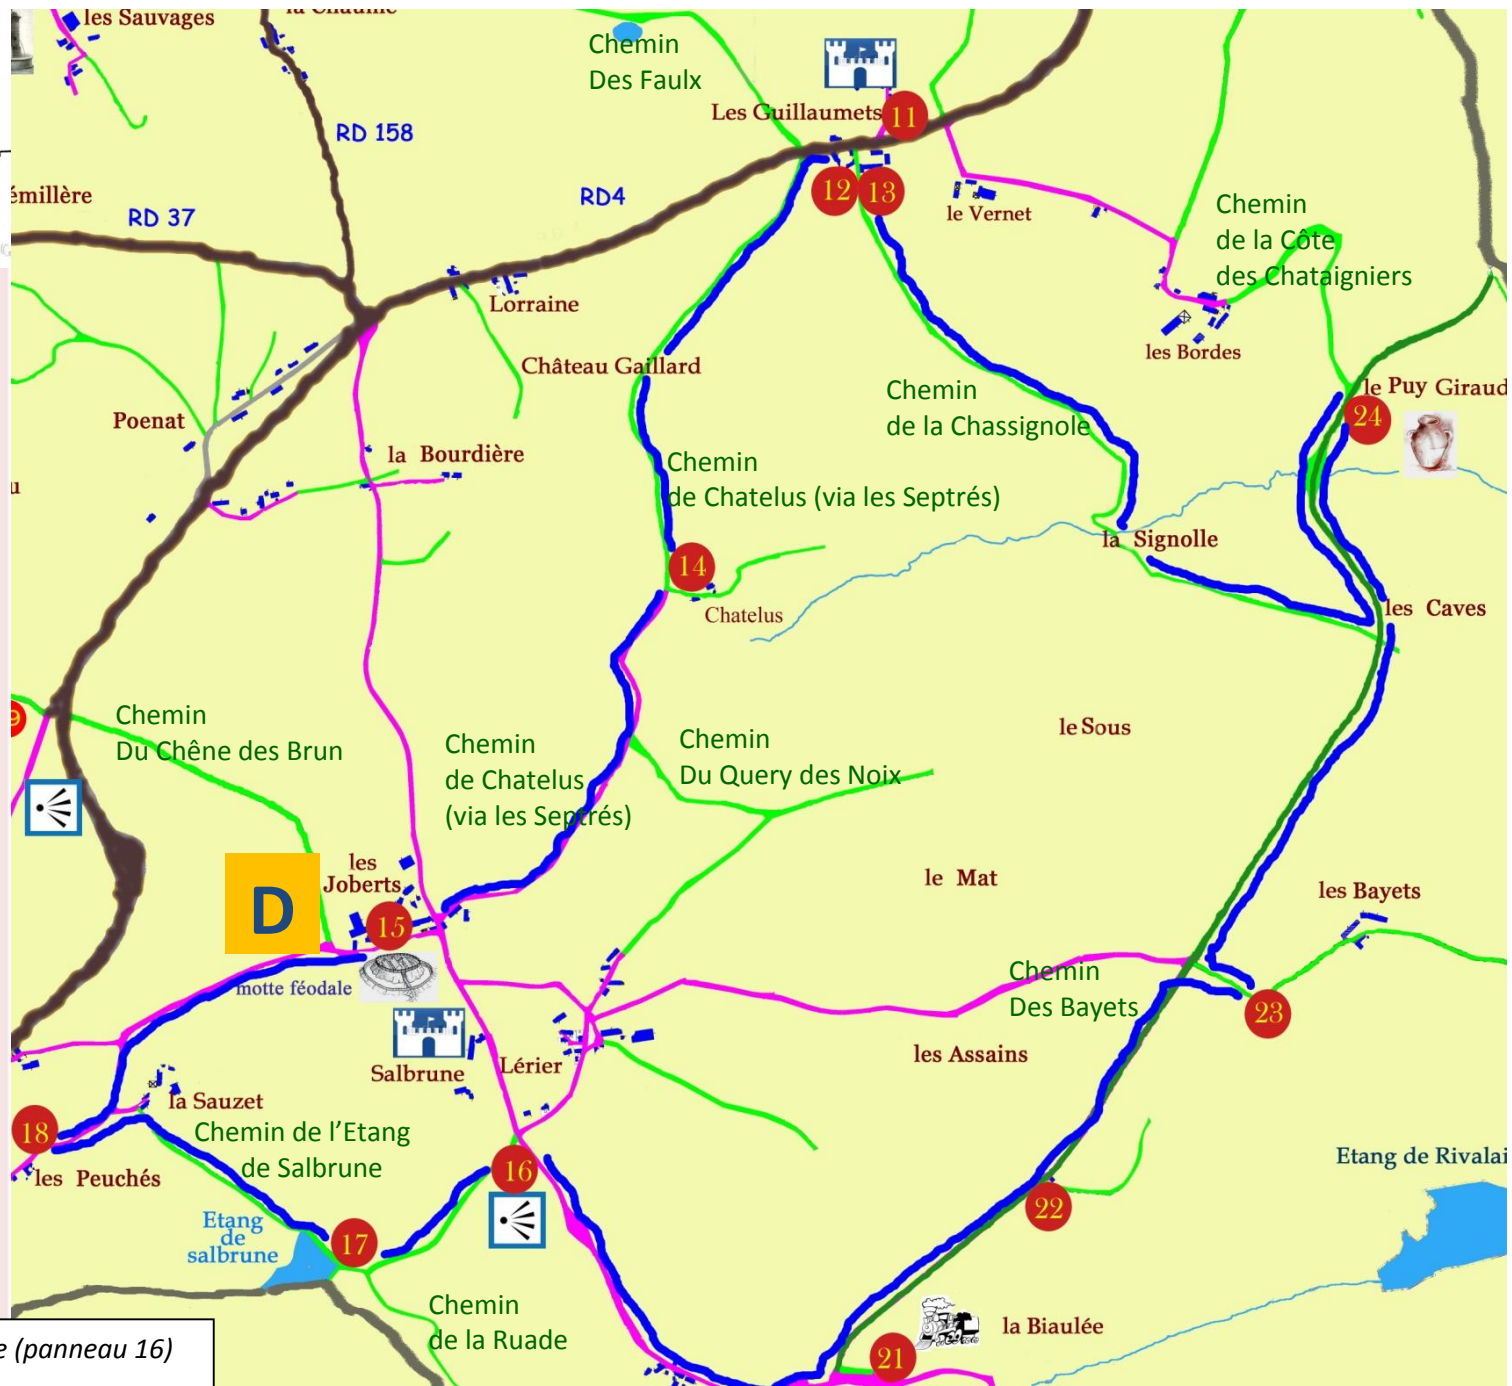 les Sauvages
la Chaume
Chemin
Des Faulx
Les Guillaumets
11
RD 158
émillère
RD 37
RD4
12
13
le Vernet
Chemin
de la Côte
des Chataigniers
Lorraine
les Bordes
Château Gaillard
Chemin
de la Chassignole
le Puy Giraud
24
Poenat
la Bourdière
Chemin
de Chatelus (via les Septrés)
u
la Signolle
14
Chatelus
les Caves
9
Chemin
Du Chêne des Brun
Chemin
de Chatelus
(via les Septrés)
Chemin
Du Query des Noix
le Sous
les
Joberts
D
15
le Mat
les Bayets
motte féodale
Chemin
Des Bayets
23
Salbrune
Lérier
les Assains
la Sauzet
18
Chemin de l'Etang
de Salbrune
les Peuchés
16
Etang de Rivalai
22
Etang
de
salbrune
17
Chemin
de la Ruade
la Biaulée
21
e (panneau 16)